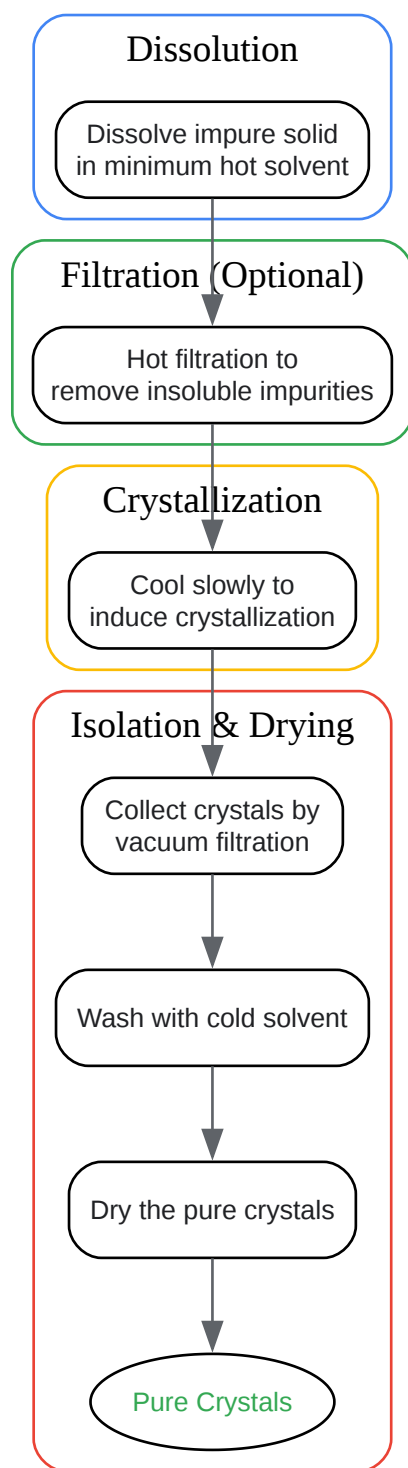 Dissolution
Dissolve impure solid
in minimum hot solvent
Filtration (Optional)
Hot filtration to
remove insoluble impurities
Crystallization
Cool slowly to
induce crystallization
Isolation & Drying
Collect crystals by
vacuum filtration
Wash with cold solvent
Dry the pure crystals
Pure Crystals